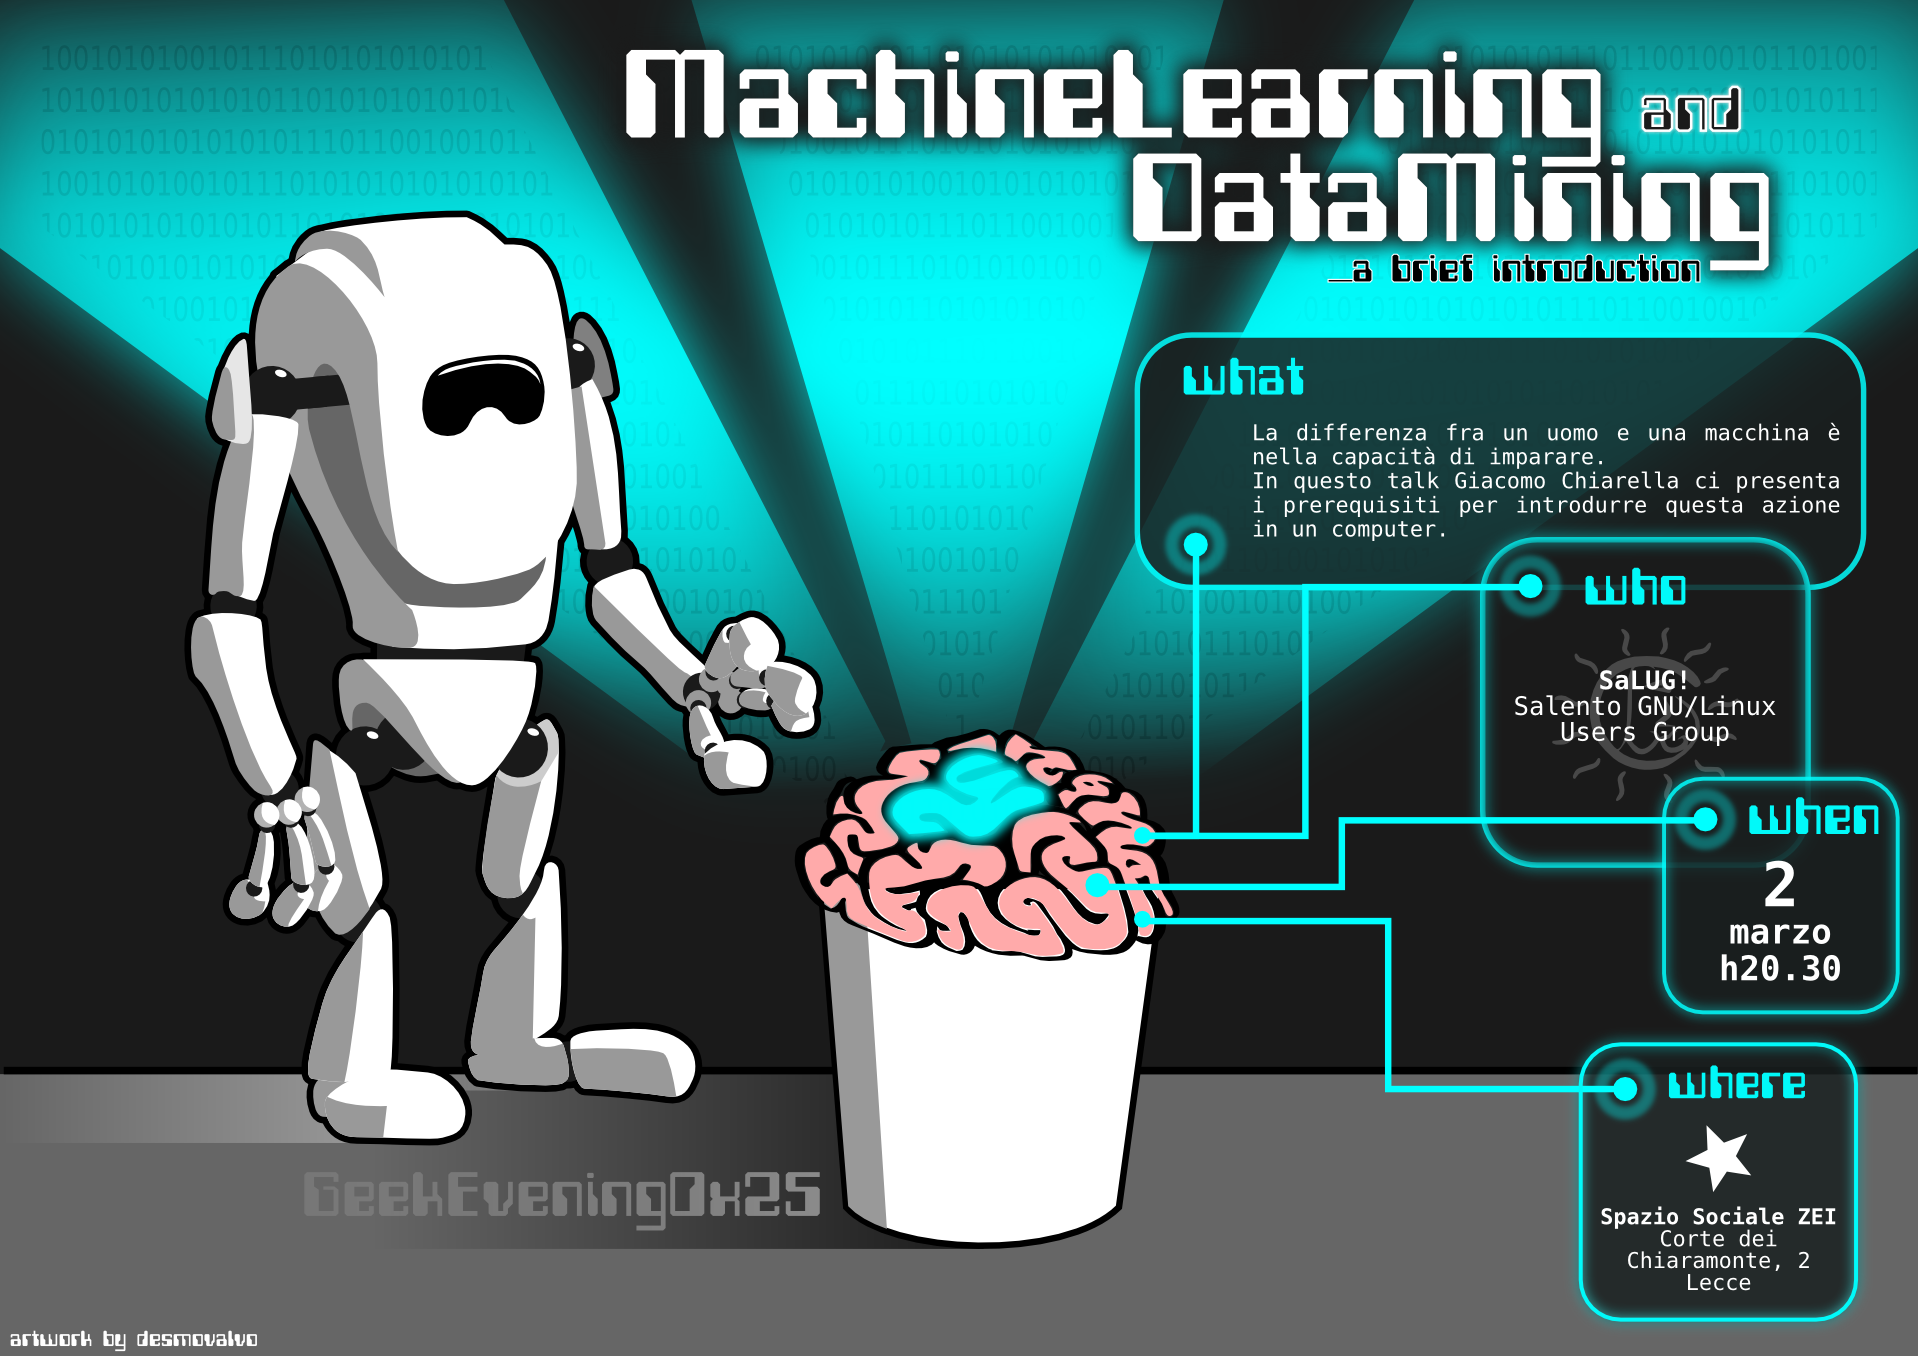 MachineLearning and
DataMining
_a brief introduction
what
La differenza fra un uomo e una macchina è
nella capacità di imparare.
In questo talk Giacomo Chiarella ci presenta
i prerequisiti per introdurre questa azione
in un computer.
who
SaLUG!
Salento GNU/Linux
Users Group
when
2
marzo
h20.30
where
Spazio Sociale ZEI
Corte dei
Chiaramonte, 2
Lecce
GeekEvening0x25
artwork by desmovalvo